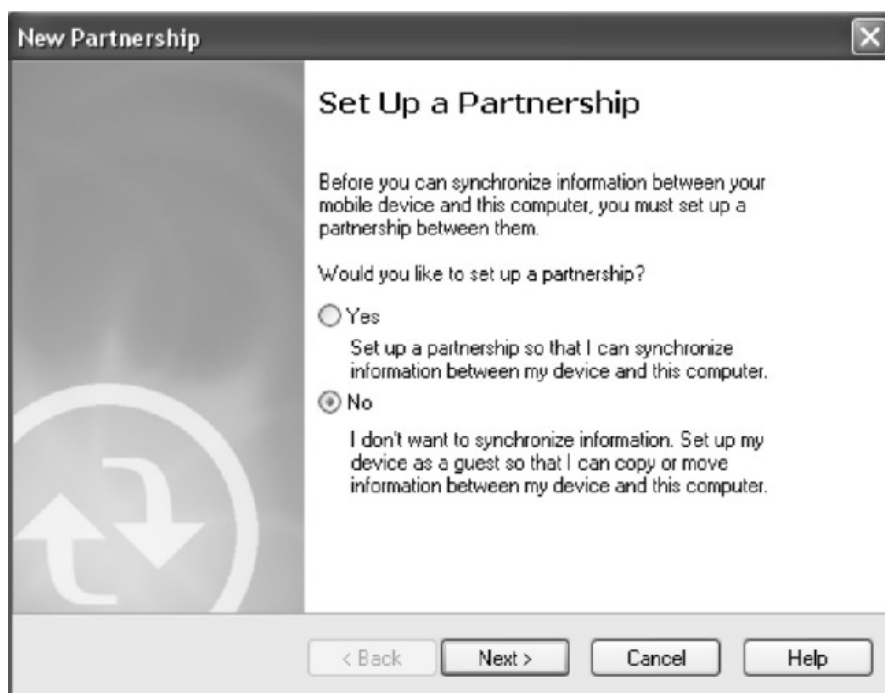 New Partnership
Set Up a Partnership
Before you can synchronize information between your
mobile device and this computer, you must set up a
partnership between them.
Would you like to set up a partnership?
Yes
Set up a partnership so that I can synchronize
information between my device and this computer.
No
I don't want to synchronize information. Set up my
device as a guest so that I can copy or move
information between my device and this computer.
< Back Next > Cancel Help